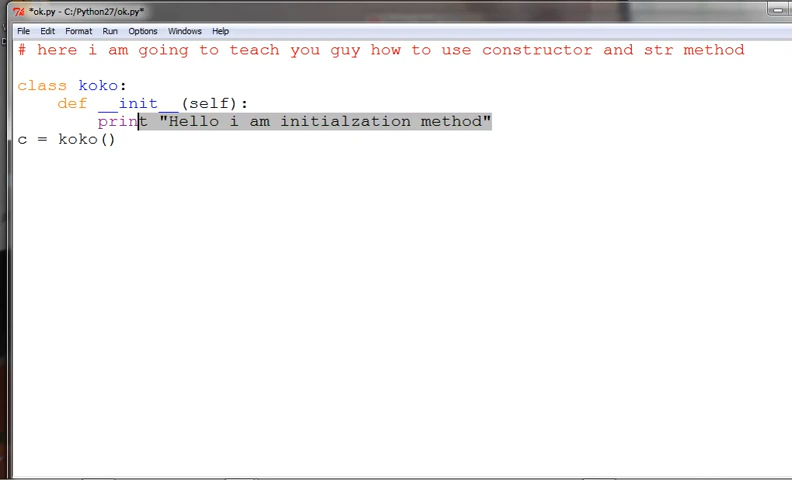 *ok.py - C:/Python27/ok.py*
File Edit Format Run Options Windows Help
# here i am going to teach you guy how to use constructor and str method
class koko:
    def __init__(self):
        print "Hello i am initialzation method"
c = koko()